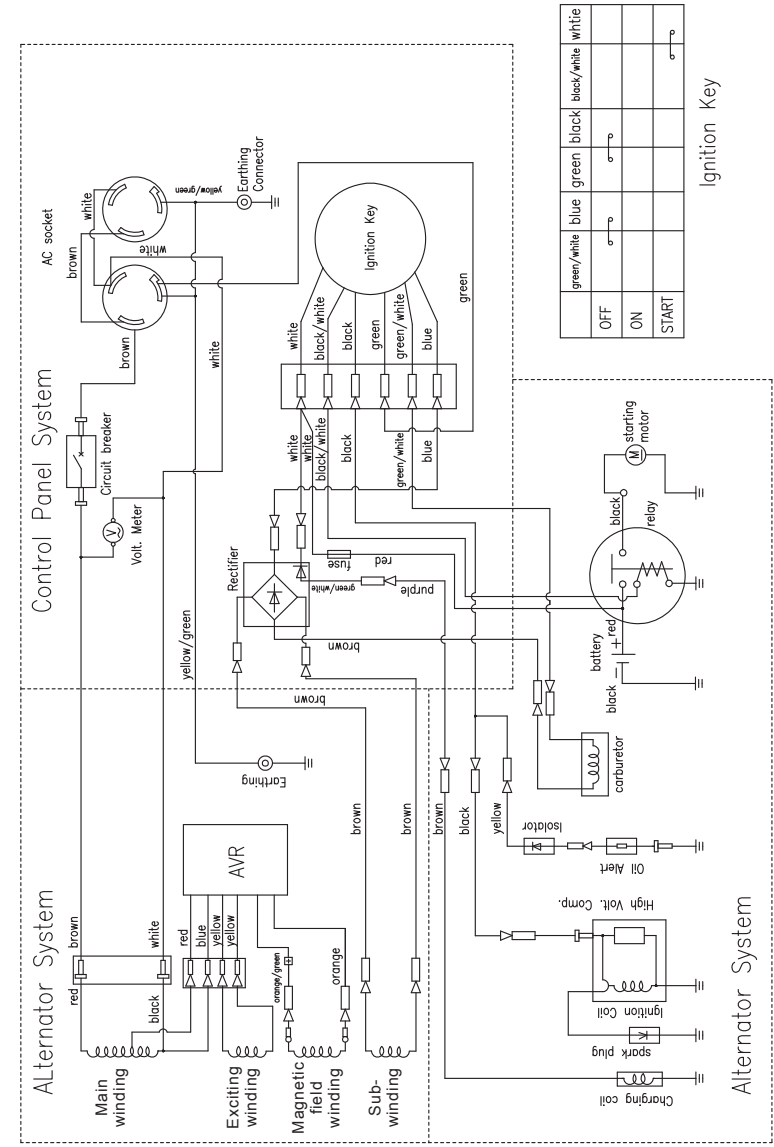 Control Panel System
AC socket
brown
white
white
yellow/green
Earthing
Connector
brown
white
Circuit breaker
Volt. Meter
yellow/green
Rectifier
Ignition Key
white
black/white
black
green
green/white
blue
green
white
white
black/white
black
green/white
blue
fuse
red
green/white
purple
brown
brown
green/white
blue
green
black
black/white
whtie
OFF
ON
START
Ignition Key
starting
motor
M
black
relay
battery
+
red
−
black
carburetor
ALternator System
Earthing
AVR
brown
red
white
black
red
blue
yellow
yellow
orange/green
orange
brown
brown
Main
winding
Exciting
winding
Magnetic
field
winding
Sub-
winding
Alternator System
brown
black
yellow
Isolator
Oil Alert
High Volt. Comp.
Ignition
Coil
spark plug
Charging
coil
V